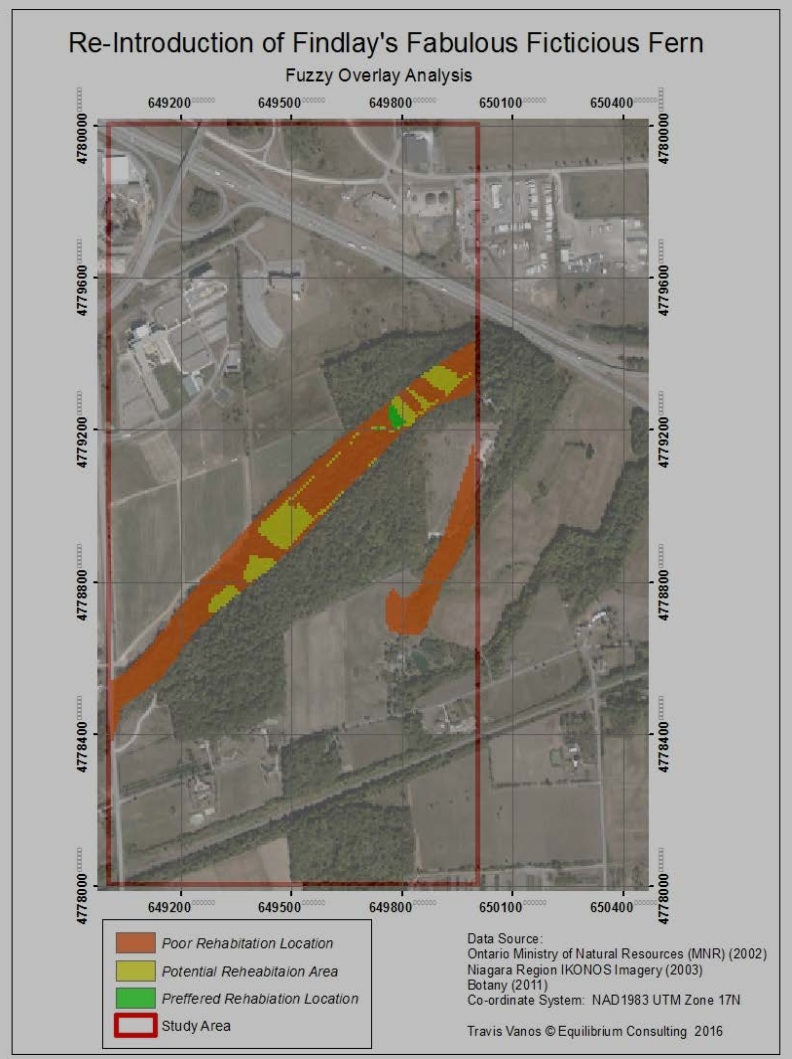 Re-Introduction of Findlay's Fabulous Ficticious Fern
Fuzzy Overlay Analysis
649200 649500 649800 650100 650400
4780000 4780000
4779600 4779600
4779200 4779200
4778800 4778800
4778400 4778400
4778000 4778000
649200 649500 649800 650100 650400
Poor Rehabitation Location
Potential Reheabitaion Area
Preffered Rehabiation Location
Study Area
Data Source:
Ontario Ministry of Natural Resources (MNR) (2002)
Niagara Region IKONOS Imagery (2003)
Botany (2011)
Co-ordinate System: NAD1983 UTM Zone 17N
Travis Vanos © Equilibrium Consulting 2016